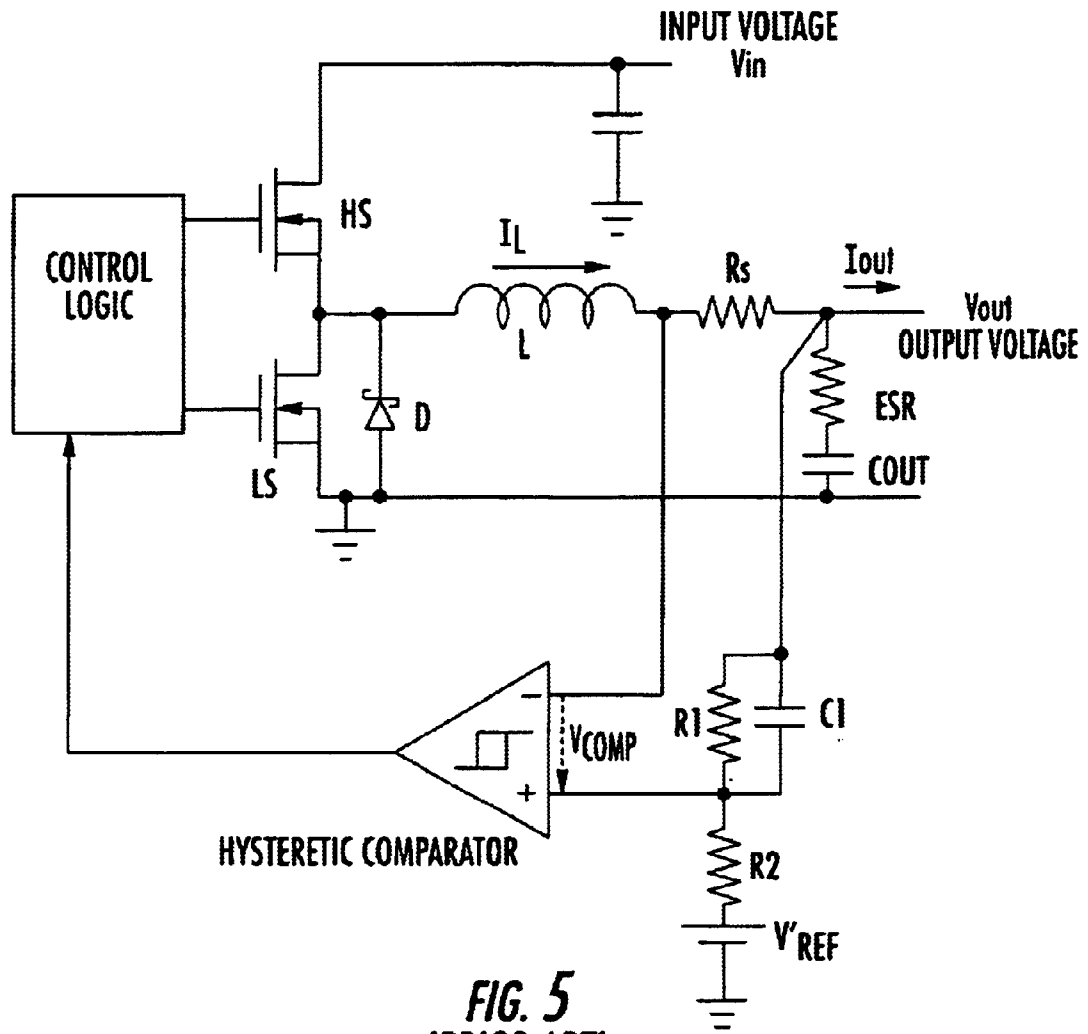 INPUT VOLTAGE
Vin
HS
CONTROL
LOGIC
IL
L
Rs
Iout
Vout
OUTPUT VOLTAGE
D
ESR
COUT
LS
R1
C1
−
VCOMP
+
HYSTERETIC COMPARATOR
R2
V'REF
FIG. 5